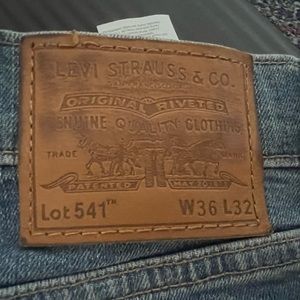 LEVI STRAUSS & CO.
ORIGINAL RIVETED
GENUINE QUALITY CLOTHING
TRADE MARK
PATENTED MAY 20 1873
Lot 541™ W36 L32